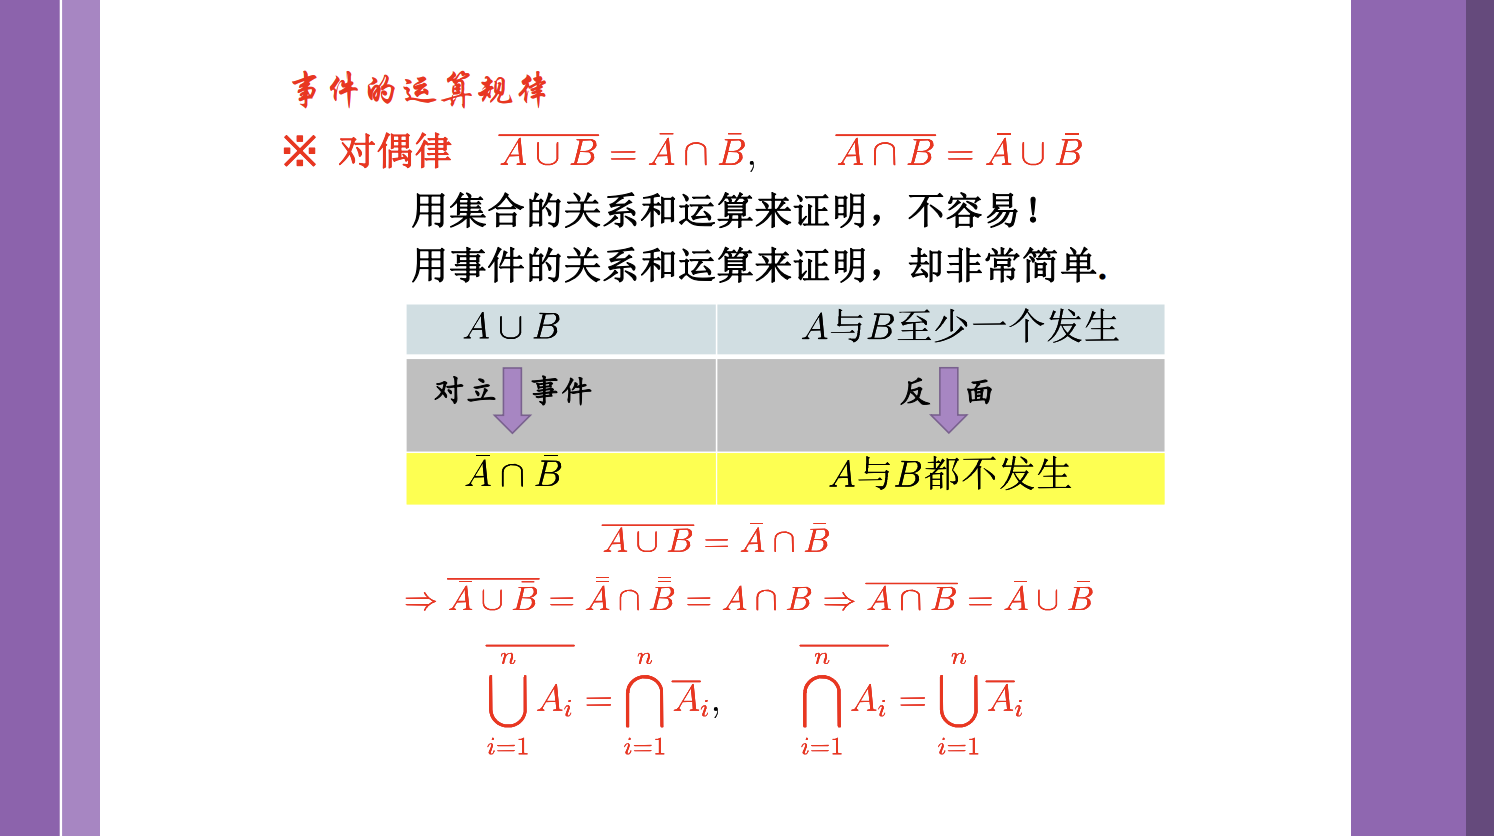 事件的运算规律
※ 对偶律 $\overline{A \cup B} = \bar{A} \cap \bar{B}$, $\overline{A \cap B} = \bar{A} \cup \bar{B}$
用集合的关系和运算来证明，不容易！
用事件的关系和运算来证明，却非常简单.
$A \cup B$ A与B至少一个发生
对立 事件 反 面
$\bar{A} \cap \bar{B}$ A与B都不发生
$\overline{A \cup B} = \bar{A} \cap \bar{B}$
$\Rightarrow \overline{\bar{A} \cup \bar{B}} = \bar{\bar{A}} \cap \bar{\bar{B}} = A \cap B \Rightarrow \overline{A \cap B} = \bar{A} \cup \bar{B}$
$\overline{\bigcup_{i=1}^{n} A_i} = \bigcap_{i=1}^{n} \overline{A}_i$, $\overline{\bigcap_{i=1}^{n} A_i} = \bigcup_{i=1}^{n} \overline{A}_i$